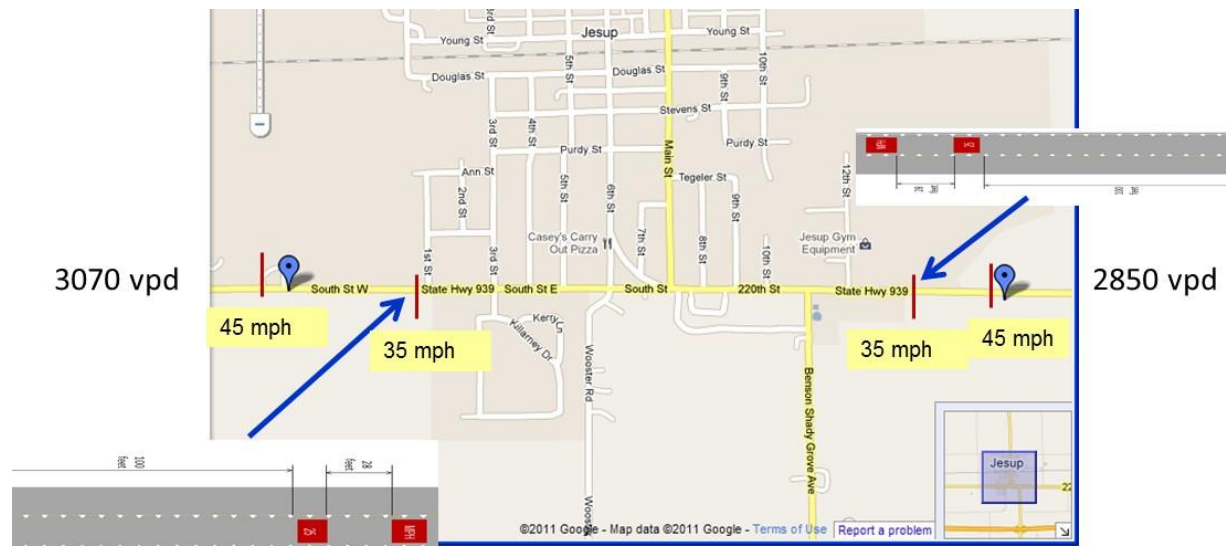 Jesup
Young St
Young St
3rd St
5th St
10th St
Douglas St
Douglas St
9th St
3rd St
4th St
Stevens St
Main St
Purdy St
Purdy St
Ann St
2nd St
5th St
6th St
Tegeler St
12th St
9th St
Casey's Carry
Out Pizza
7th St
8th St
10th St
Jesup Gym
Equipment
1st St
3rd St
3070 vpd
South St W
State Hwy 939
South St E
South St
220th St
State Hwy 939
2850 vpd
45 mph
35 mph
35 mph
45 mph
Kerry Ln
Killarney Dr
Wooster Rd
Benson Shady Grove Ave
100
feet
28
feet
MPH
Jesup
22
Wooster
©2011 Google - Map data ©2011 Google - Terms of Use
Report a problem